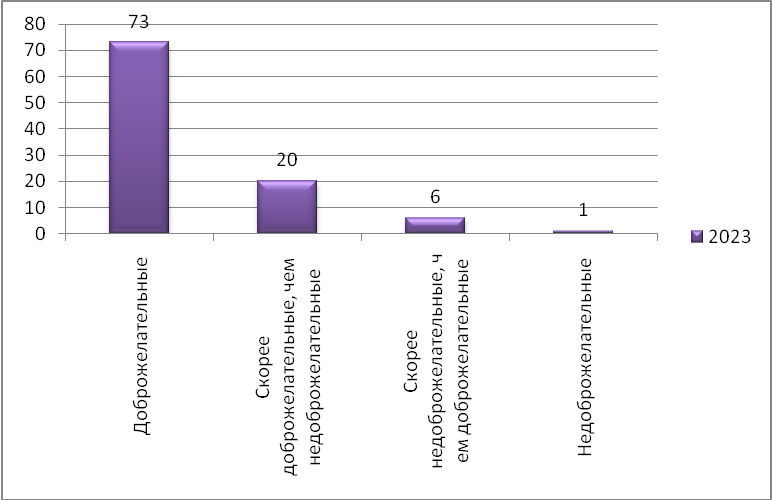 80
70
60
50
40
30
20
10
0
73
20
6
1
Доброжелательные
Скорее
доброжелательные, чем
недоброжелательные
Скорее
недоброжелательные, ч
ем доброжелательные
Недоброжелательные
2023